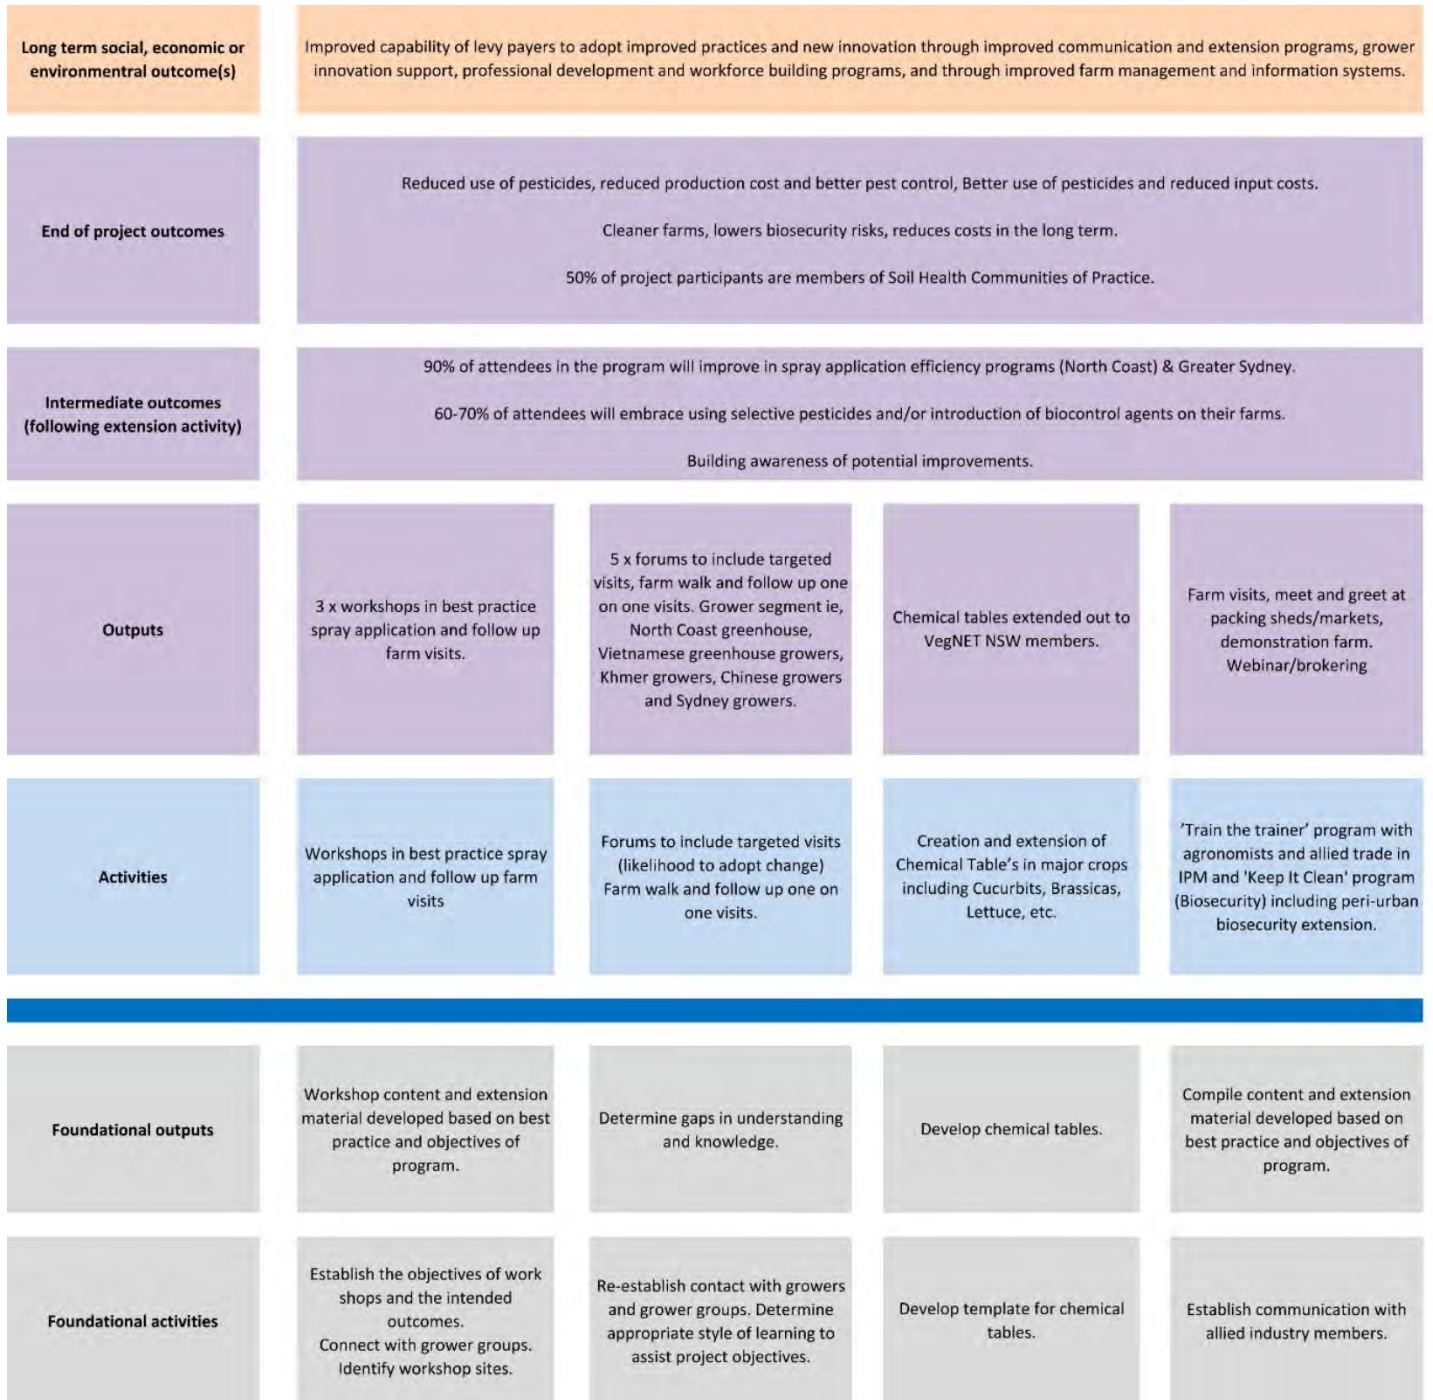 Long term social, economic or
environmentral outcome(s)
Improved capability of levy payers to adopt improved practices and new innovation through improved communication and extension programs, grower
innovation support, professional development and workforce building programs, and through improved farm management and information systems.
End of project outcomes
Reduced use of pesticides, reduced production cost and better pest control, Better use of pesticides and reduced input costs.
Cleaner farms, lowers biosecurity risks, reduces costs in the long term.
50% of project participants are members of Soil Health Communities of Practice.
Intermediate outcomes
(following extension activity)
90% of attendees in the program will improve in spray application efficiency programs (North Coast) & Greater Sydney.
60-70% of attendees will embrace using selective pesticides and/or introduction of biocontrol agents on their farms.
Building awareness of potential improvements.
Outputs
3 x workshops in best practice
spray application and follow up
farm visits.
5 x forums to include targeted
visits, farm walk and follow up one
on one visits. Grower segment ie,
North Coast greenhouse,
Vietnamese greenhouse growers,
Khmer growers, Chinese growers
and Sydney growers.
Chemical tables extended out to
VegNET NSW members.
Farm visits, meet and greet at
packing sheds/markets,
demonstration farm.
Webinar/brokering
Activities
Workshops in best practice spray
application and follow up farm
visits
Forums to include targeted visits
(likelihood to adopt change)
Farm walk and follow up one on
one visits.
Creation and extension of
Chemical Table's in major crops
including Cucurbits, Brassicas,
Lettuce, etc.
'Train the trainer' program with
agronomists and allied trade in
IPM and 'Keep It Clean' program
(Biosecurity) including peri-urban
biosecurity extension.
Foundational outputs
Workshop content and extension
material developed based on best
practice and objectives of
program.
Determine gaps in understanding
and knowledge.
Develop chemical tables.
Compile content and extension
material developed based on
best practice and objectives of
program.
Foundational activities
Establish the objectives of work
shops and the intended
outcomes.
Connect with grower groups.
Identify workshop sites.
Re-establish contact with growers
and grower groups. Determine
appropriate style of learning to
assist project objectives.
Develop template for chemical
tables.
Establish communication with
allied industry members.